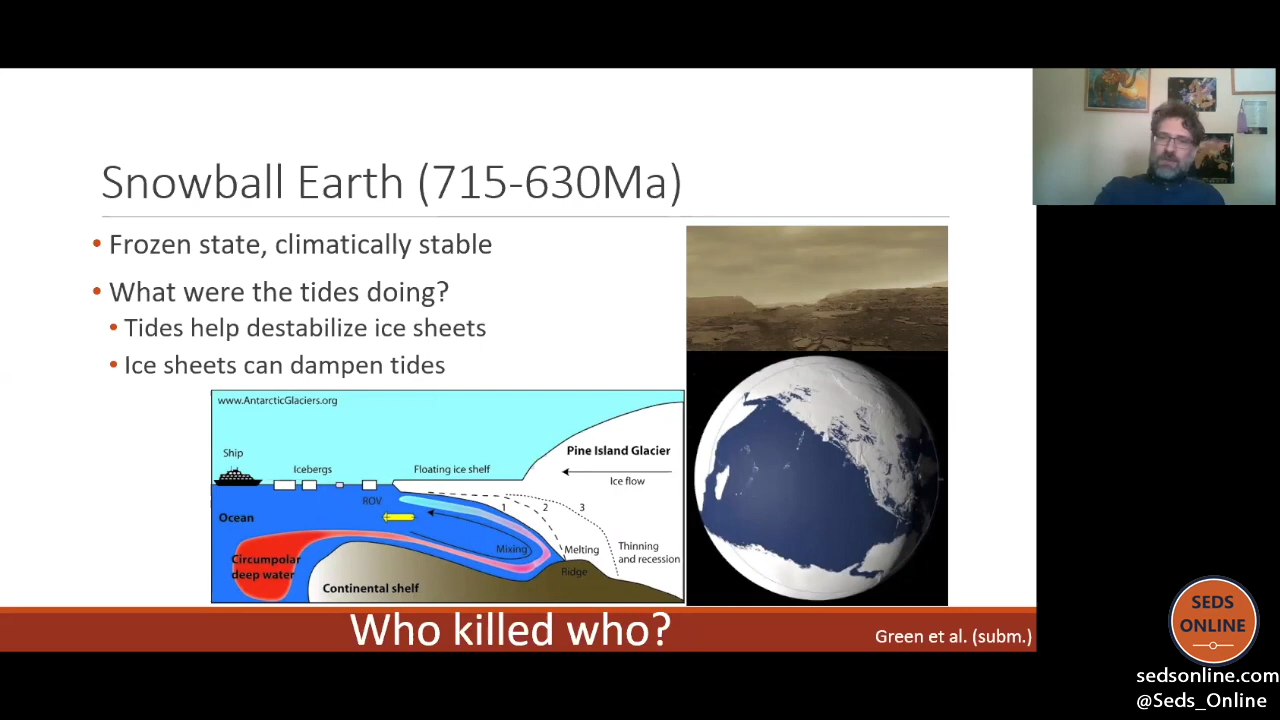 Snowball Earth (715-630Ma)
• Frozen state, climatically stable
• What were the tides doing?
• Tides help destabilize ice sheets
• Ice sheets can dampen tides
www.AntarcticGlaciers.org
Ship
Icebergs
Floating ice shelf
Pine Island Glacier
Ice flow
ROV
1
2
3
Ocean
Mixing
Melting
Thinning
and recession
Circumpolar
deep water
Ridge
Continental shelf
Who killed who?
Green et al. (subm.)
SEDS
ONLINE
sedsonline.com
@Seds_Online